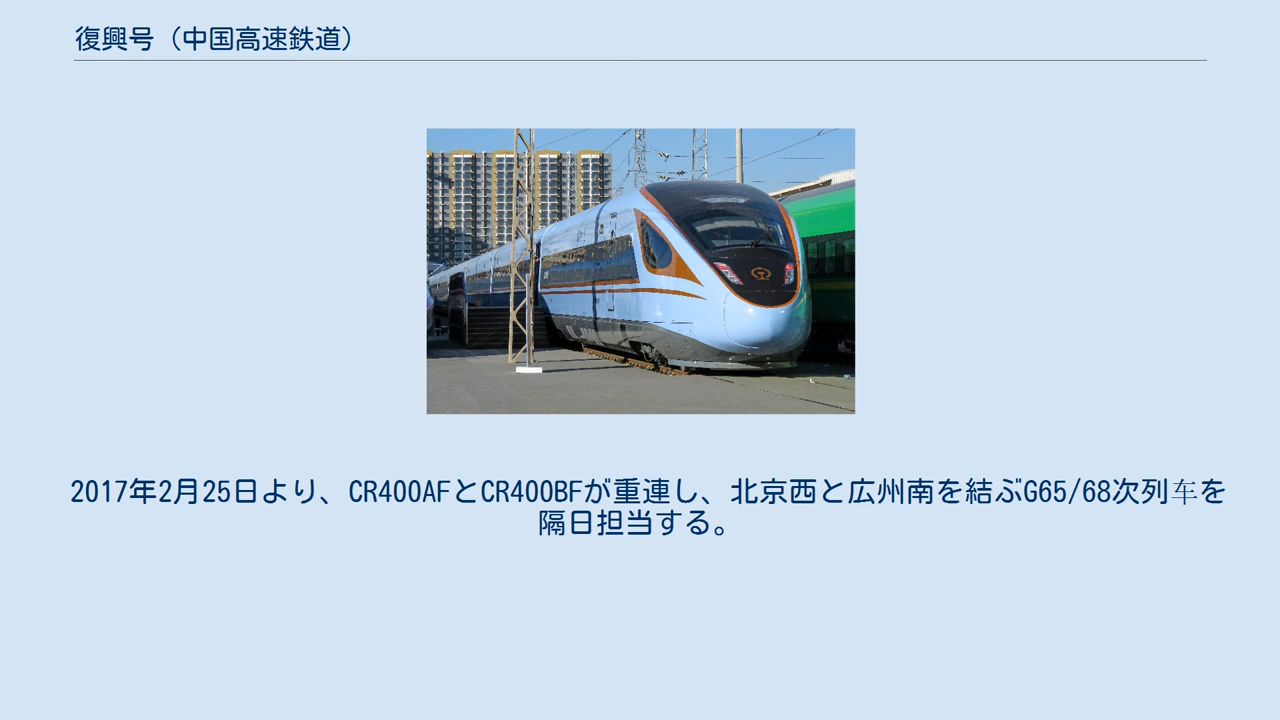 復興号（中国高速鉄道）
2017年2月25日より、CR400AFとCR400BFが重連し、北京西と広州南を結ぶG65/68次列车を
隔日担当する。